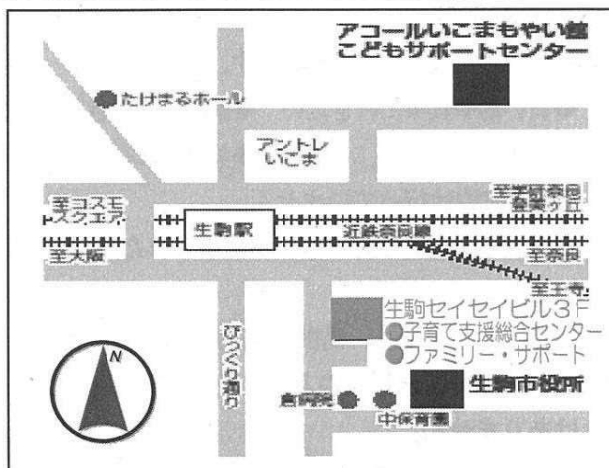 アコールいこまもやい館
こどもサポートセンター
たけまるホール
アントレ
いこま
至コスモ
スクエア
至学研奈良
登美ヶ丘
生駒駅
近鉄奈良線
至大阪
至奈良
至王寺
生駒セイセイビル3F
●子育て支援総合センター
●ファミリー・サポート
びっくり通り
N
生駒市役所
倉病院
中保育園